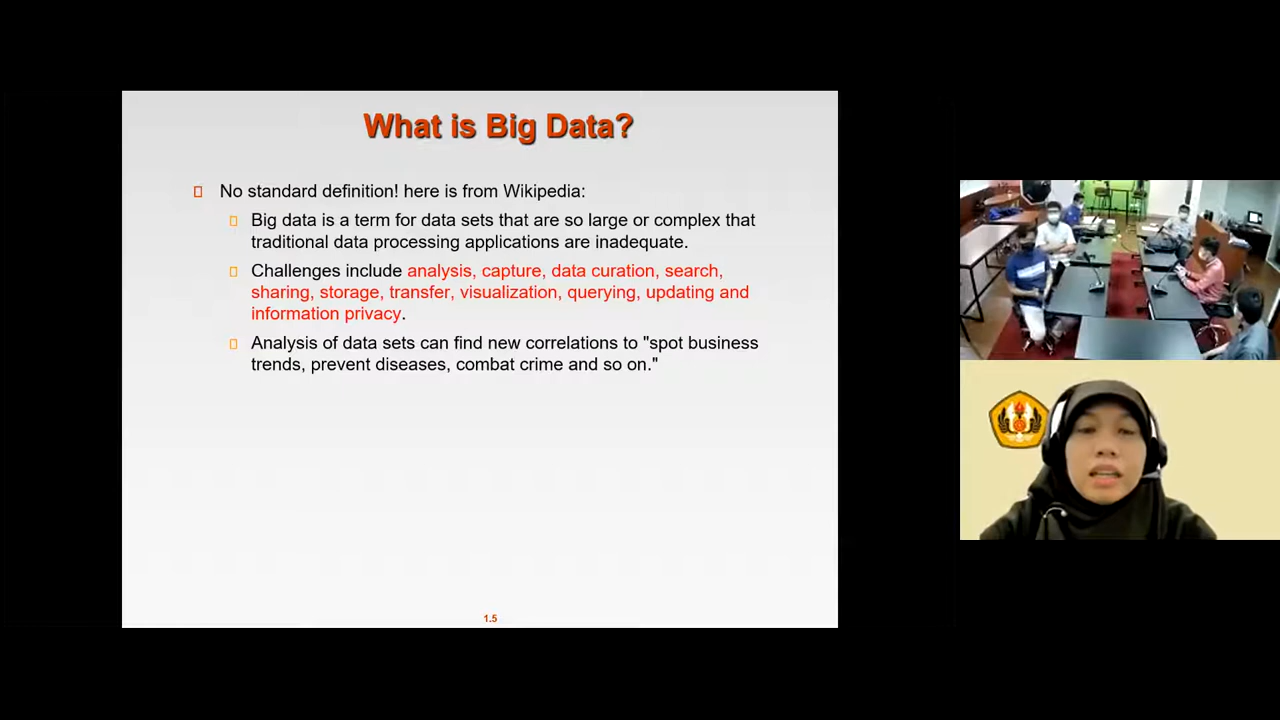 What is Big Data?
No standard definition! here is from Wikipedia:
Big data is a term for data sets that are so large or complex that
traditional data processing applications are inadequate.
Challenges include analysis, capture, data curation, search,
sharing, storage, transfer, visualization, querying, updating and
information privacy.
Analysis of data sets can find new correlations to "spot business
trends, prevent diseases, combat crime and so on."
1.5